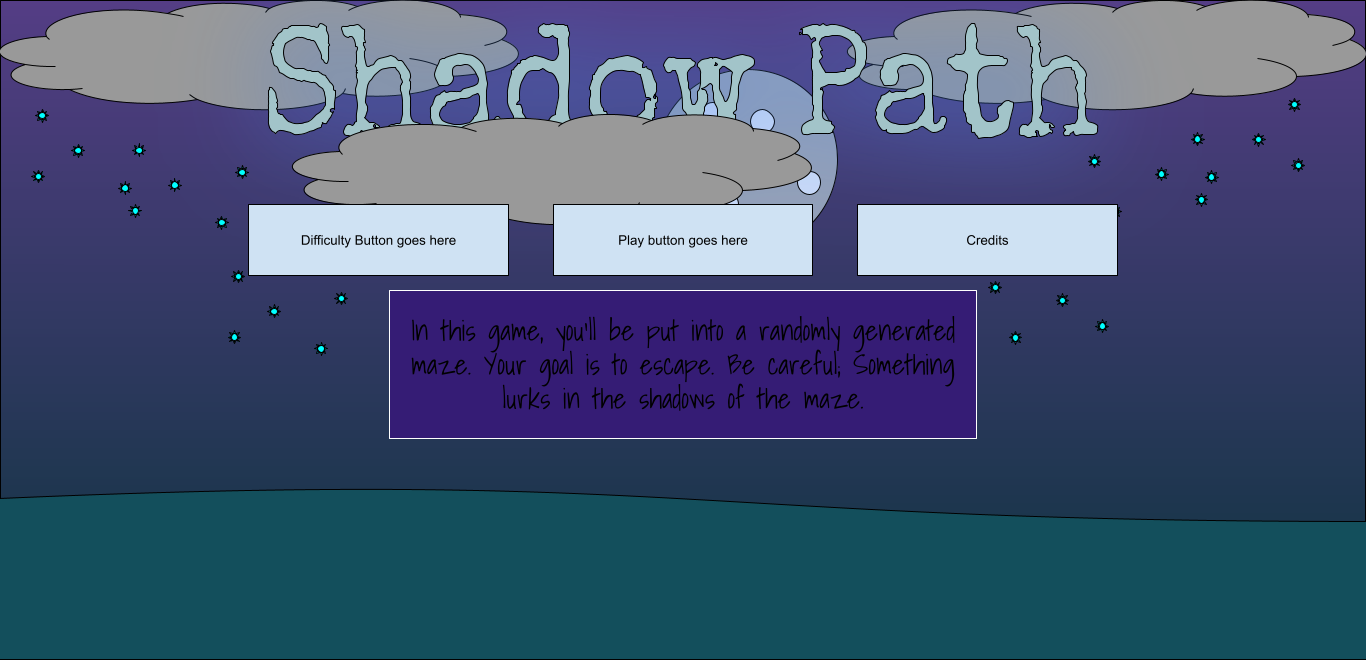 Shadow Path
Difficulty Button goes here
Play button goes here
Credits
In this game, you'll be put into a randomly generated
maze. Your goal is to escape. Be careful; Something
lurks in the shadows of the maze.